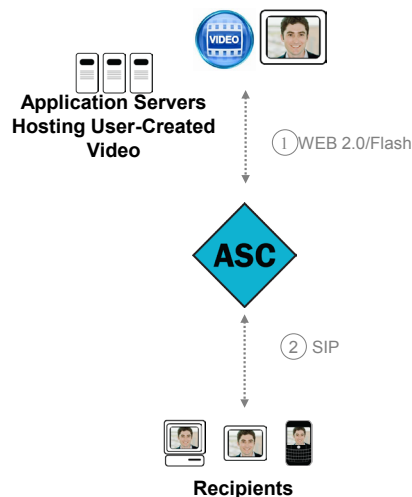 VIDEO
Application Servers
Hosting User-Created
Video
1 WEB 2.0/Flash
ASC
2 SIP
Recipients